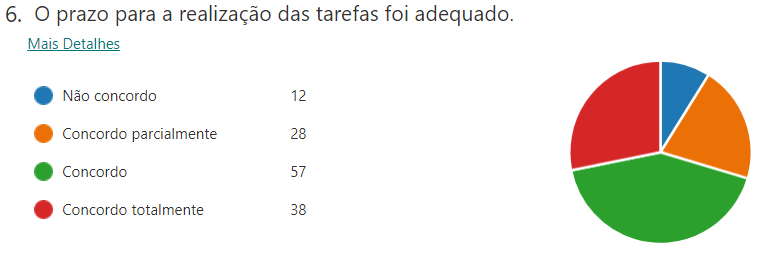 6. O prazo para a realização das tarefas foi adequado.
Mais Detalhes
Não concordo 12
Concordo parcialmente 28
Concordo 57
Concordo totalmente 38